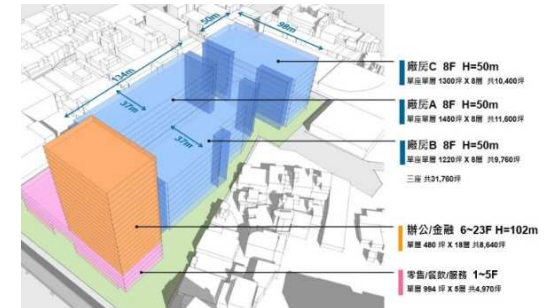 50m
98m
134m
37m
37m
廠房C 8F H=50m
單座單層 1300坪 X 8層 共10,400坪
廠房A 8F H=50m
單座單層 1450坪 X 8層 共11,600坪
廠房B 8F H=50m
單座單層 1220坪 X 8層 共9,760坪
三座 共31,760坪
辦公/金融 6~23F H=102m
單層 480 坪 X 18層 共8,640坪
零售/餐飲/服務 1~5F
單層 994 坪 X 5層 共4,970坪